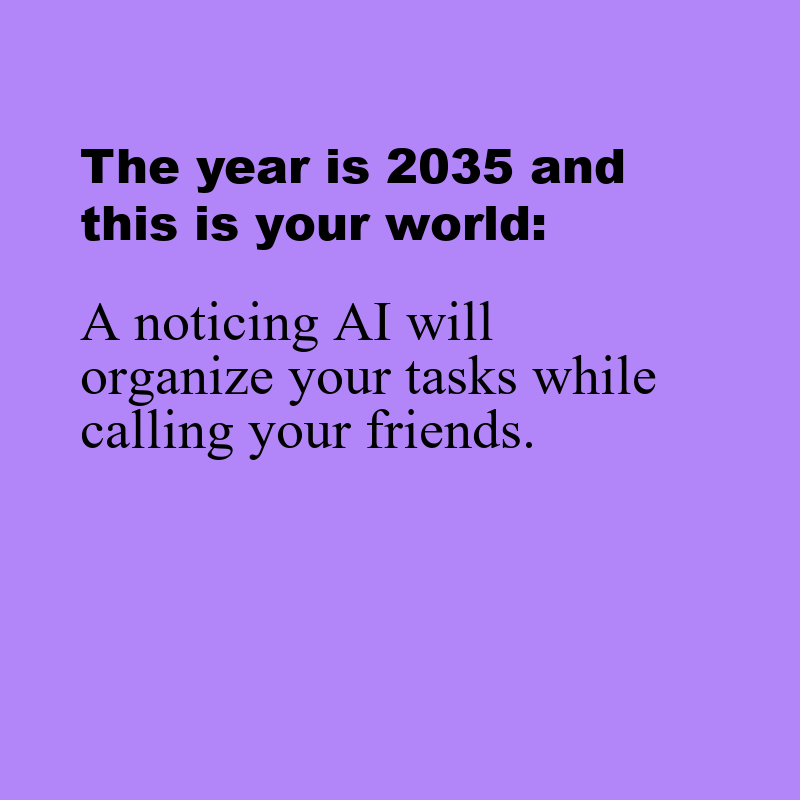 The year is 2035 and
this is your world:
A noticing AI will
organize your tasks while
calling your friends.